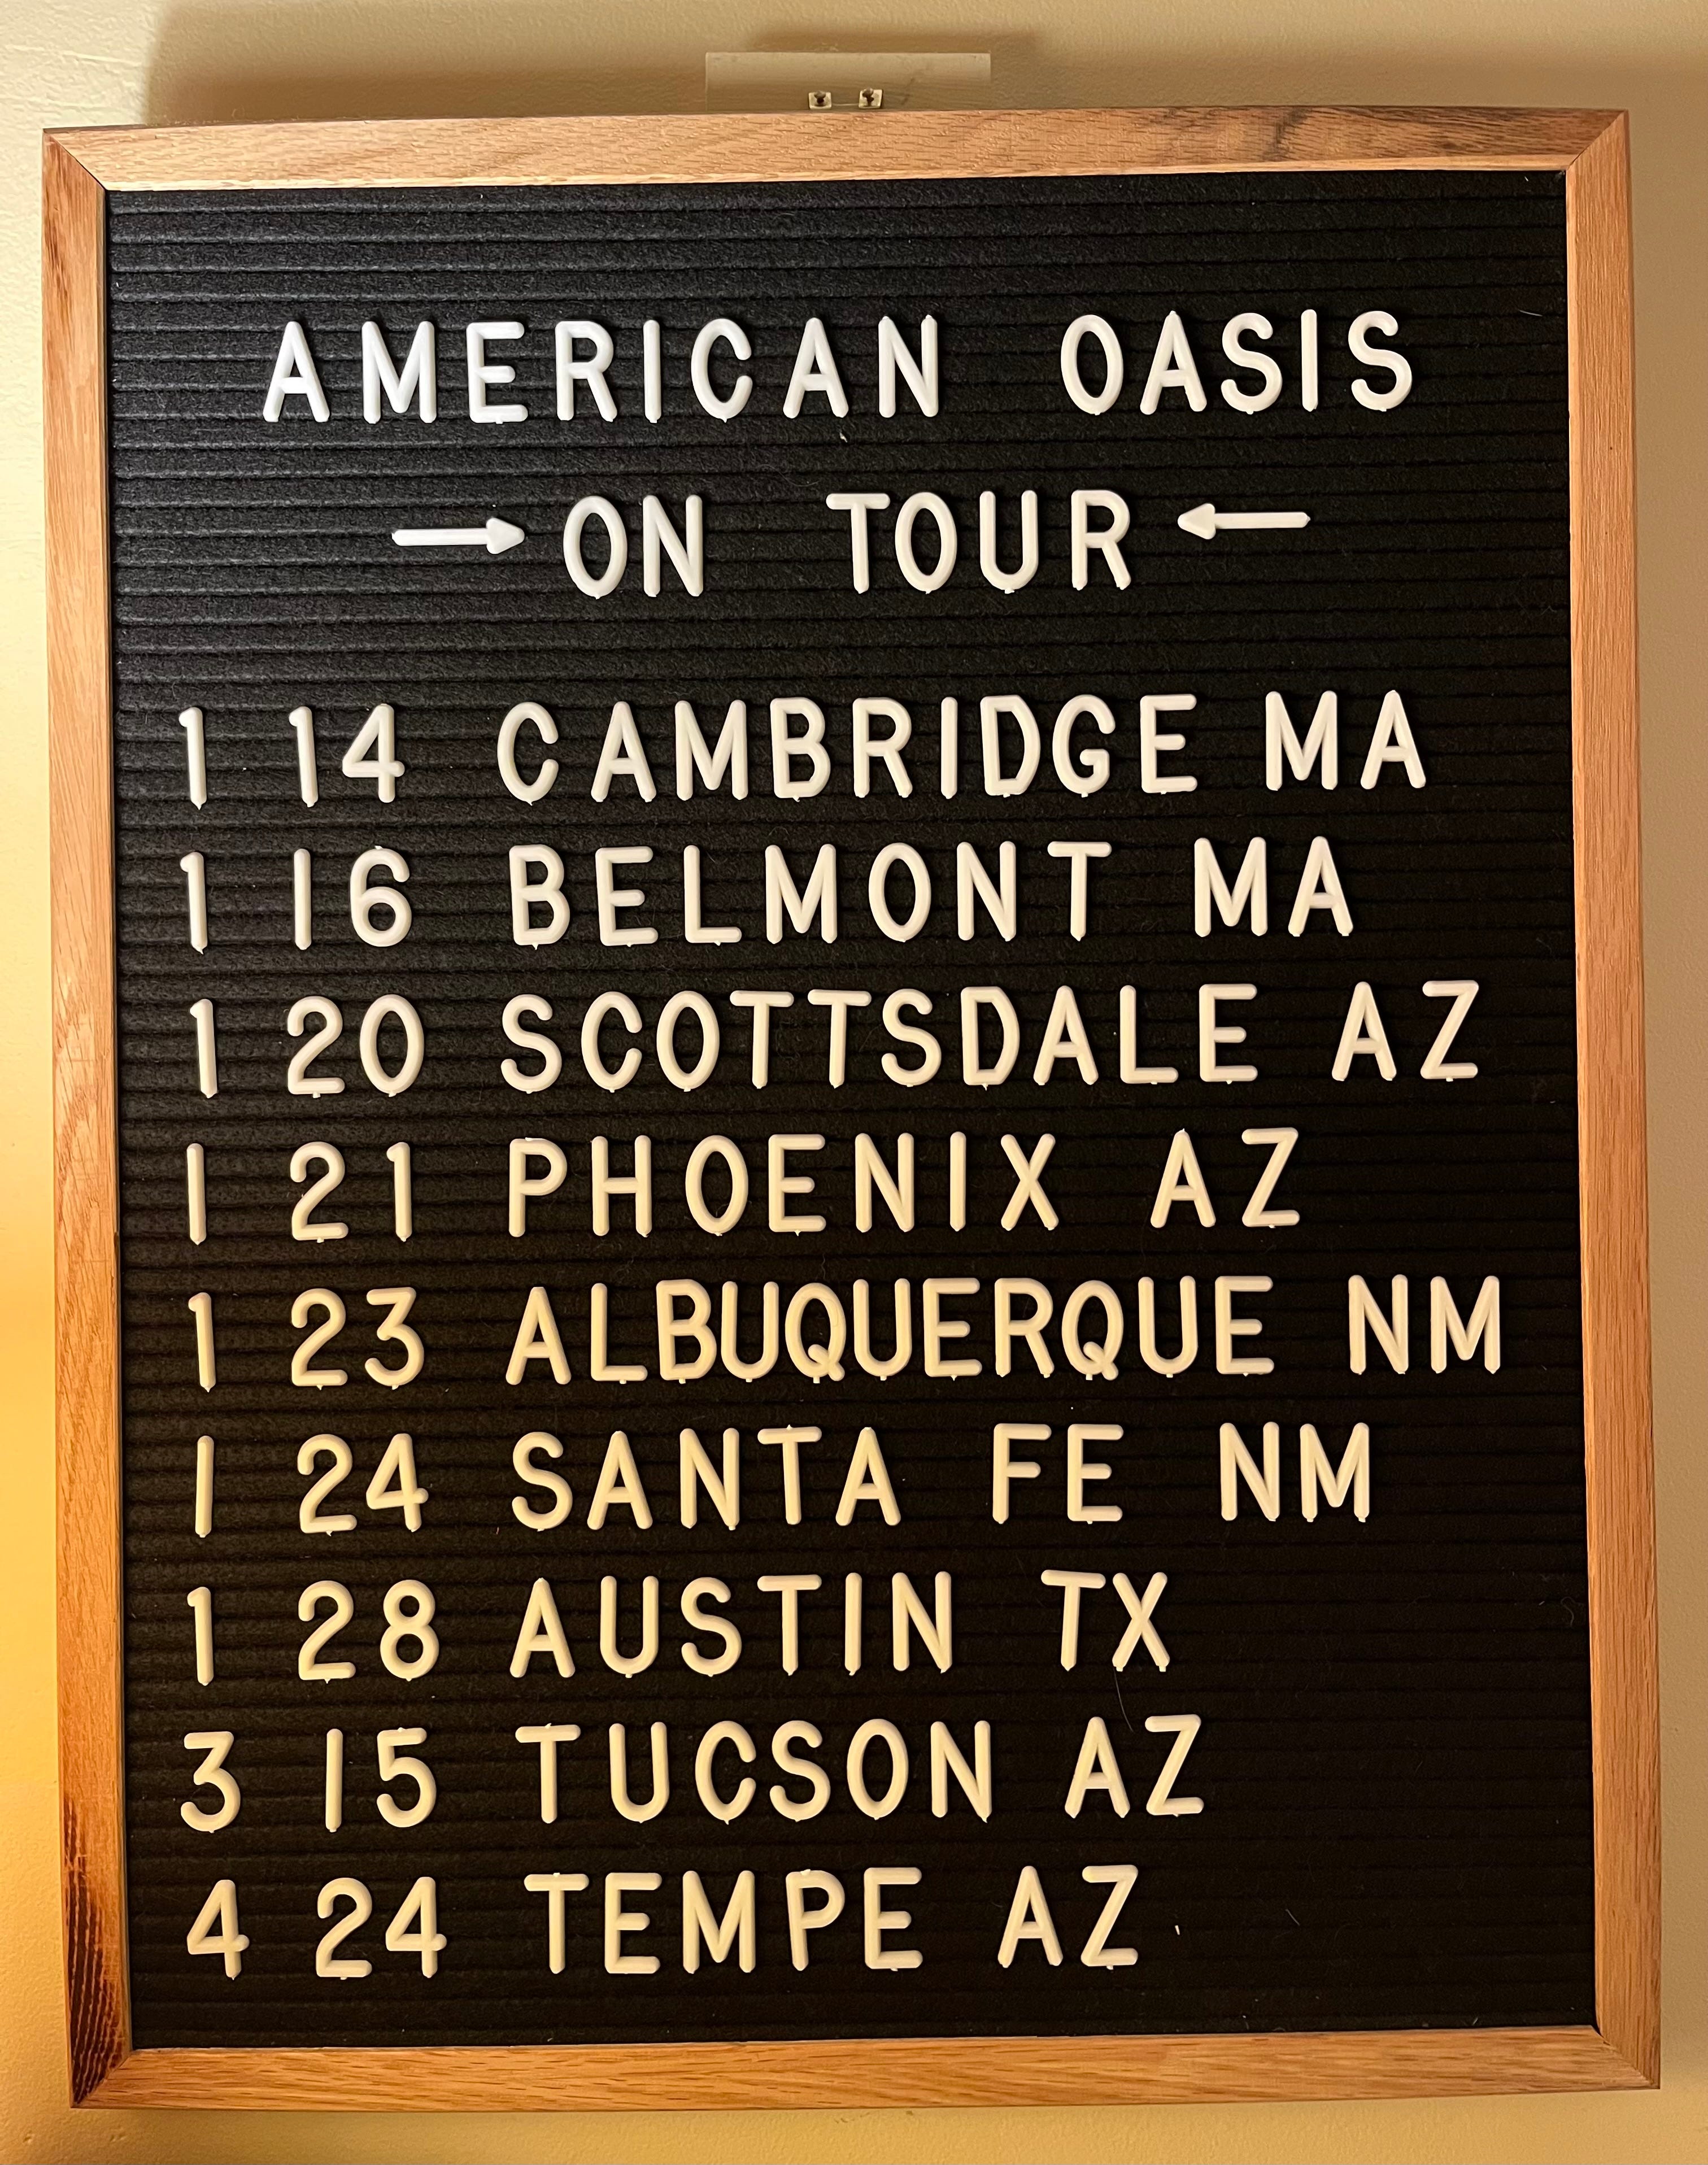 AMERICAN OASIS
→ ON TOUR ←
1 14 CAMBRIDGE MA
1 16 BELMONT MA
1 20 SCOTTSDALE AZ
1 21 PHOENIX AZ
1 23 ALBUQUERQUE NM
1 24 SANTA FE NM
1 28 AUSTIN TX
3 15 TUCSON AZ
4 24 TEMPE AZ